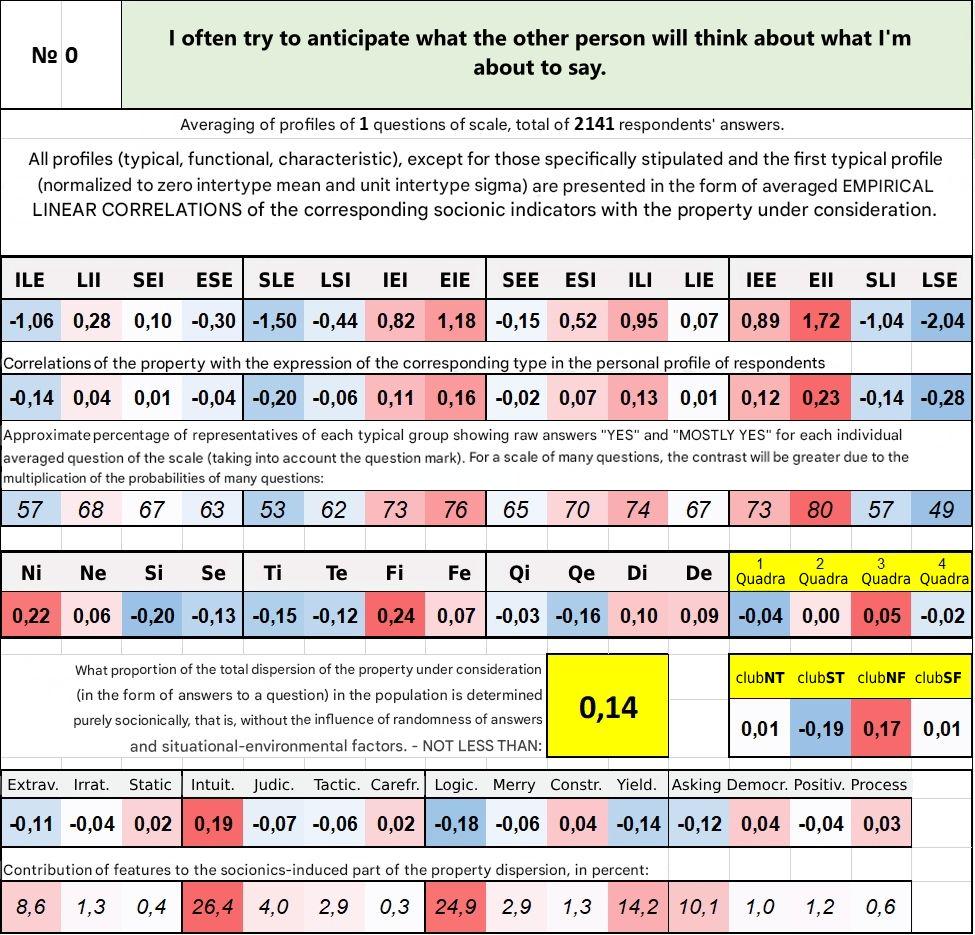 № 0
I often try to anticipate what the other person will think about what I'm
about to say.
Averaging of profiles of 1 questions of scale, total of 2141 respondents' answers.
All profiles (typical, functional, characteristic), except for those specifically stipulated and the first typical profile
(normalized to zero intertype mean and unit intertype sigma) are presented in the form of averaged EMPIRICAL
LINEAR CORRELATIONS of the corresponding socionic indicators with the property under consideration.
ILE LII SEI ESE SLE LSI IEI EIE SEE ESI ILI LIE IEE EII SLI LSE
-1,06 0,28 0,10 -0,30 -1,50 -0,44 0,82 1,18 -0,15 0,52 0,95 0,07 0,89 1,72 -1,04 -2,04
Correlations of the property with the expression of the corresponding type in the personal profile of respondents
-0,14 0,04 0,01 -0,04 -0,20 -0,06 0,11 0,16 -0,02 0,07 0,13 0,01 0,12 0,23 -0,14 -0,28
Approximate percentage of representatives of each typical group showing raw answers "YES" and "MOSTLY YES" for each individual
averaged question of the scale (taking into account the question mark). For a scale of many questions, the contrast will be greater due to the
multiplication of the probabilities of many questions:
57 68 67 63 53 62 73 76 65 70 74 67 73 80 57 49
Ni Ne Si Se Ti Te Fi Fe Qi Qe Di De 1 Quadra 2 Quadra 3 Quadra 4 Quadra
0,22 0,06 -0,20 -0,13 -0,15 -0,12 0,24 0,07 -0,03 -0,16 0,10 0,09 -0,04 0,00 0,05 -0,02
What proportion of the total dispersion of the property under consideration
(in the form of answers to a question) in the population is determined
purely socionically, that is, without the influence of randomness of answers
and situational-environmental factors. - NOT LESS THAN:
0,14
clubNT clubST clubNF clubSF
0,01 -0,19 0,17 0,01
Extrav. Irrat. Static Intuit. Judic. Tactic. Carefr. Logic. Merry Constr. Yield. Asking Democr. Positiv. Process
-0,11 -0,04 0,02 0,19 -0,07 -0,06 0,02 -0,18 -0,06 0,04 -0,14 -0,12 0,04 -0,04 0,03
Contribution of features to the socionics-induced part of the property dispersion, in percent:
8,6 1,3 0,4 26,4 4,0 2,9 0,3 24,9 2,9 1,3 14,2 10,1 1,0 1,2 0,6